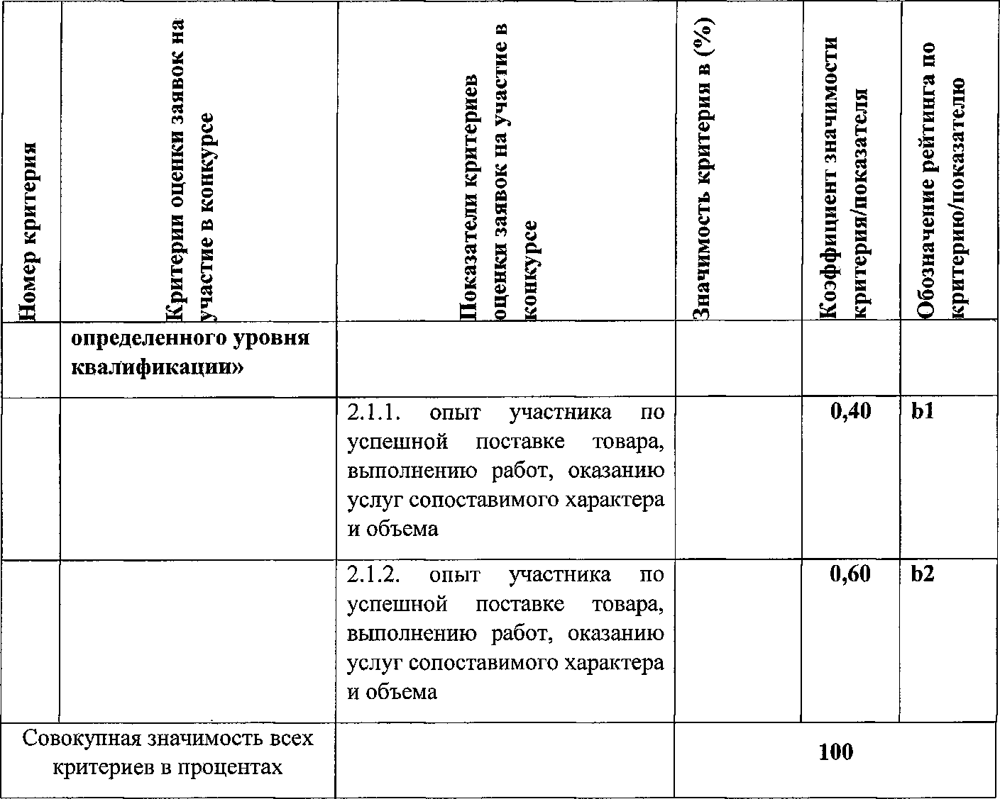 Номер критерия
Критерии оценки заявок на
участие в конкурсе
Показатели критериев
оценки заявок на участие в
конкурсе
Значимость критерия в (%)
Коэффициент значимости
критерия/показателя
Обозначение рейтинга по
критерию/показателю
определенного уровня
квалификации»
2.1.1. опыт участника по
успешной поставке товара,
выполнению работ, оказанию
услуг сопоставимого характера
и объема
0,40
b1
2.1.2. опыт участника по
успешной поставке товара,
выполнению работ, оказанию
услуг сопоставимого характера
и объема
0,60
b2
Совокупная значимость всех
критериев в процентах
100